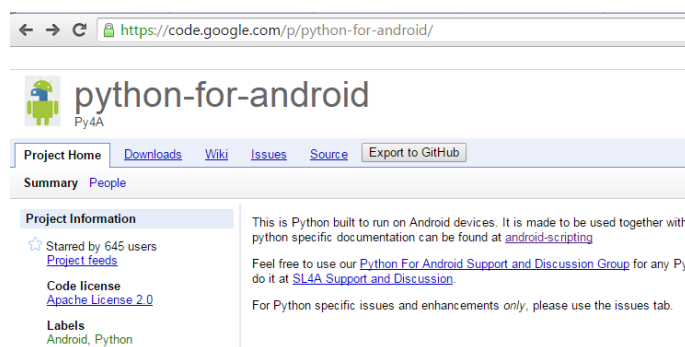 https://code.google.com/p/python-for-android/
python-for-android
Py4A
Project Home Downloads Wiki Issues Source Export to GitHub
Summary People
Project Information
Starred by 645 users
Project feeds
Code license
Apache License 2.0
Labels
Android, Python
This is Python built to run on Android devices. It is made to be used together with
python specific documentation can be found at android-scripting
Feel free to use our Python For Android Support and Discussion Group for any Py
do it at SL4A Support and Discussion.
For Python specific issues and enhancements only, please use the issues tab.